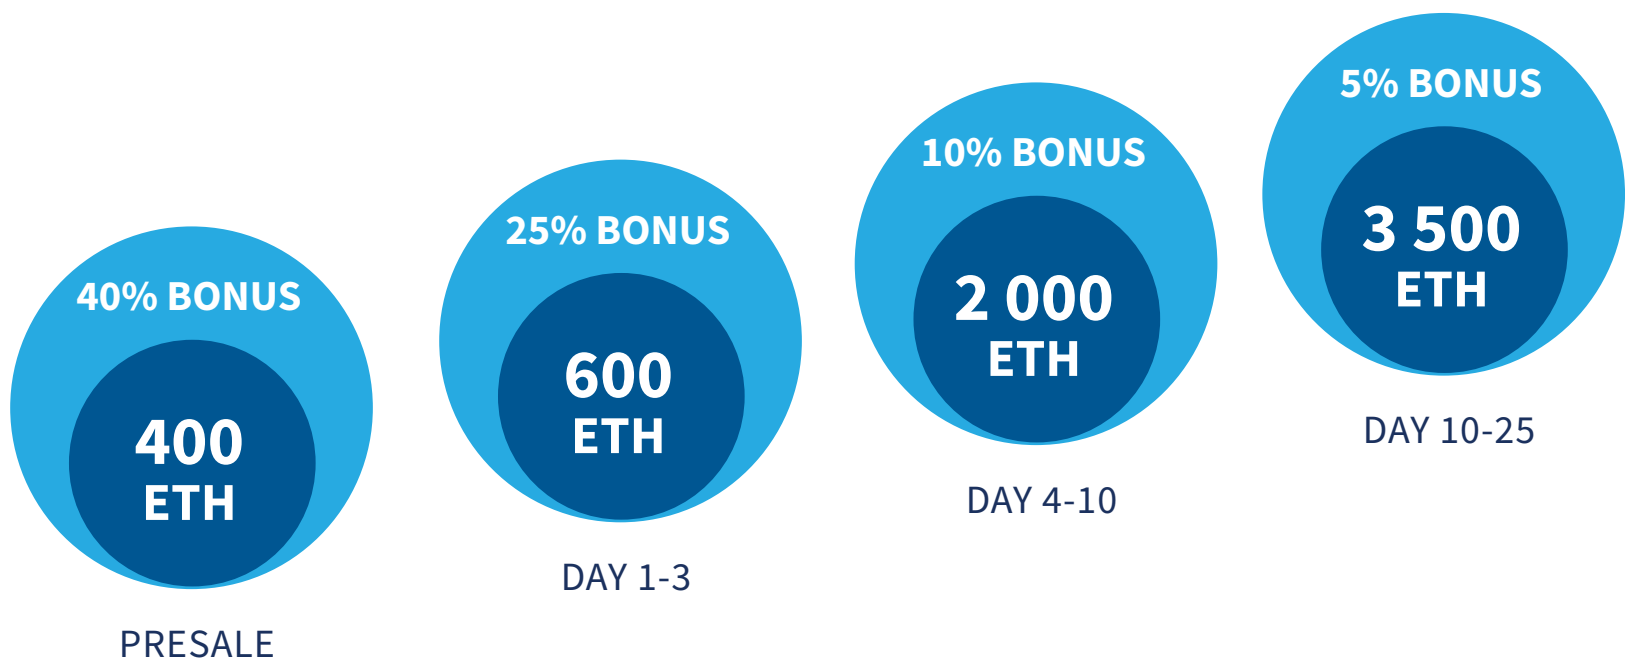 40% BONUS
400
ETH
PRESALE
25% BONUS
600
ETH
DAY 1-3
10% BONUS
2 000
ETH
DAY 4-10
5% BONUS
3 500
ETH
DAY 10-25